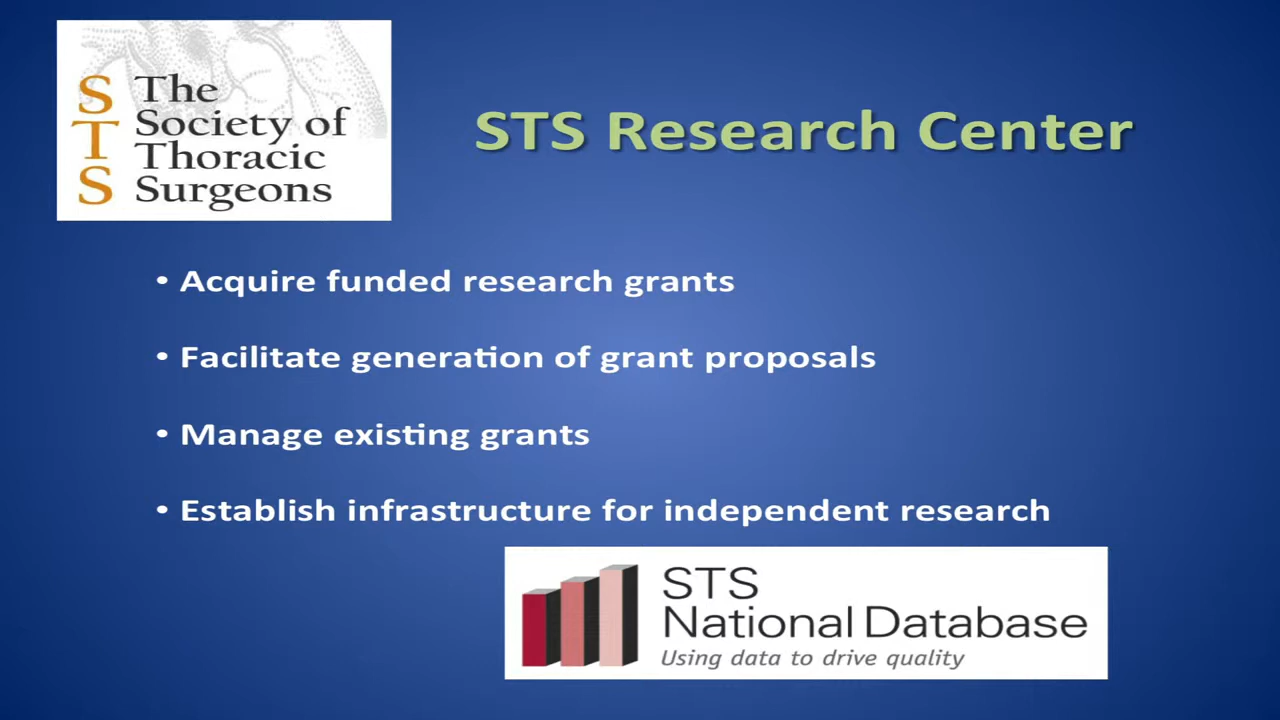 STS
The
Society of
Thoracic
Surgeons
STS Research Center
• Acquire funded research grants
• Facilitate generation of grant proposals
• Manage existing grants
• Establish infrastructure for independent research
STS
National Database
Using data to drive quality